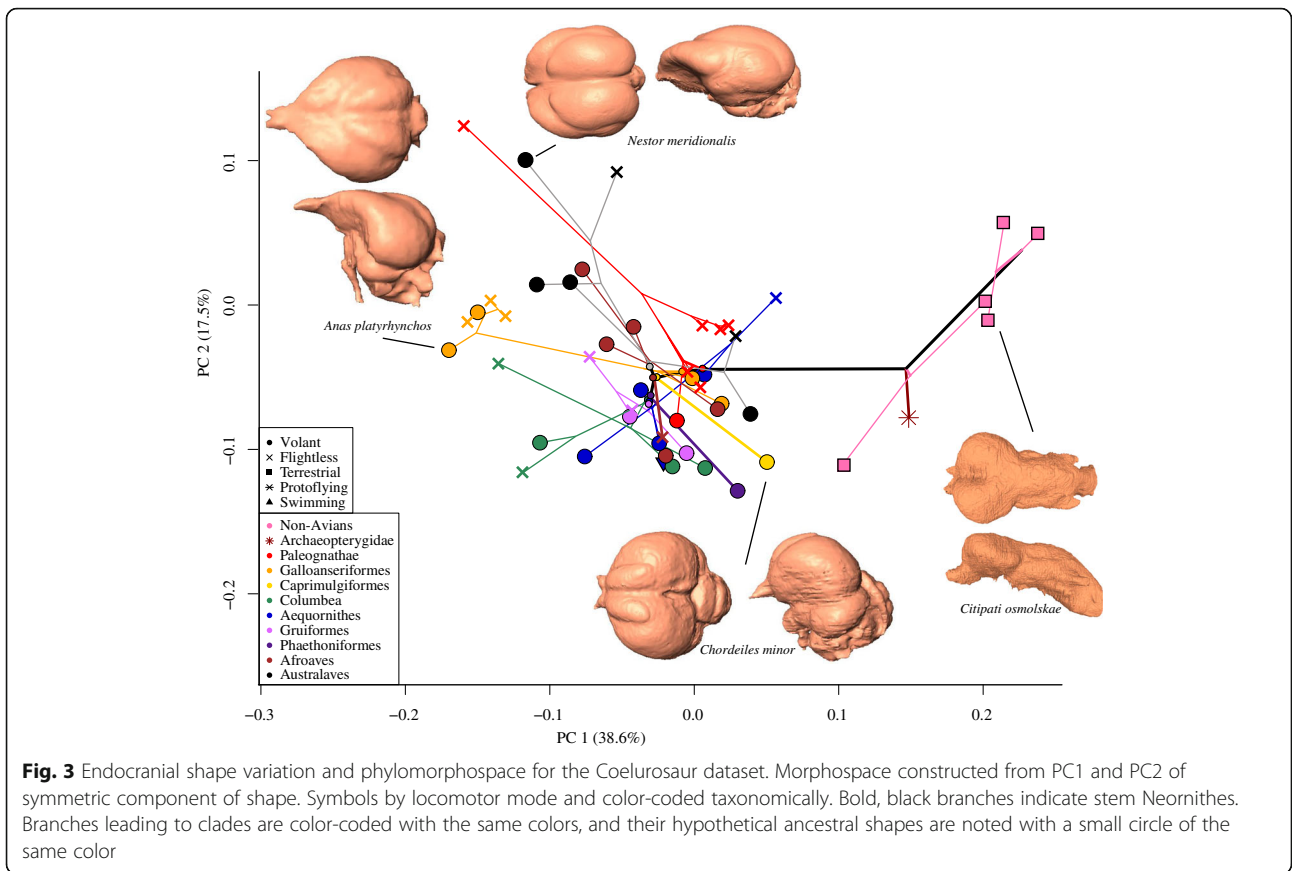 Nestor meridionalis
0.1
0.0
−0.1
−0.2
PC 2 (17.5%)
Anas platyrhynchos
Volant
Flightless
Terrestrial
Protoflying
Swimming
Non-Avians
Archaeopterygidae
Paleognathae
Galloanseriformes
Caprimulgiformes
Columbea
Aequornithes
Gruiformes
Phaethoniformes
Afroaves
Australaves
Chordeiles minor
Citipati osmolskae
−0.3 −0.2 −0.1 0.0 0.1 0.2
PC 1 (38.6%)
Fig. 3 Endocranial shape variation and phylomorphospace for the Coelurosaur dataset. Morphospace constructed from PC1 and PC2 of
symmetric component of shape. Symbols by locomotor mode and color-coded taxonomically. Bold, black branches indicate stem Neornithes.
Branches leading to clades are color-coded with the same colors, and their hypothetical ancestral shapes are noted with a small circle of the
same color